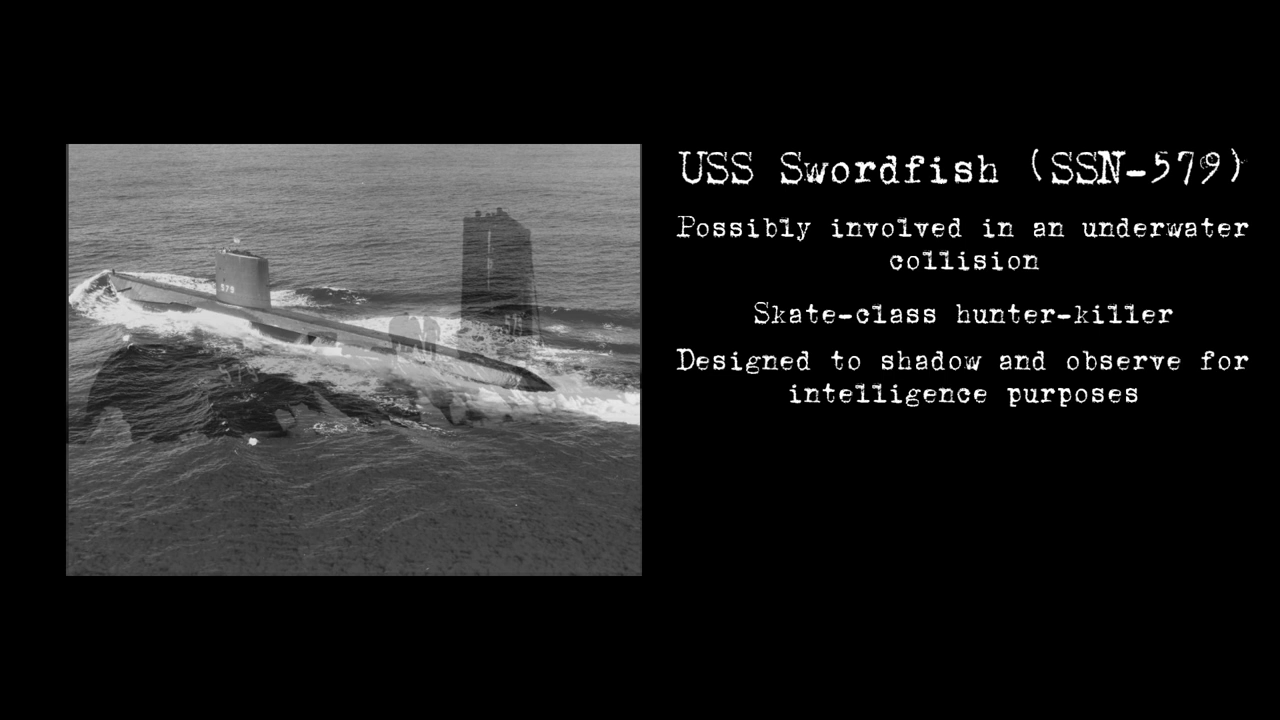 USS Swordfish (SSN-579)
Possibly involved in an underwater
collision
Skate-class hunter-killer
Designed to shadow and observe for
intelligence purposes
579